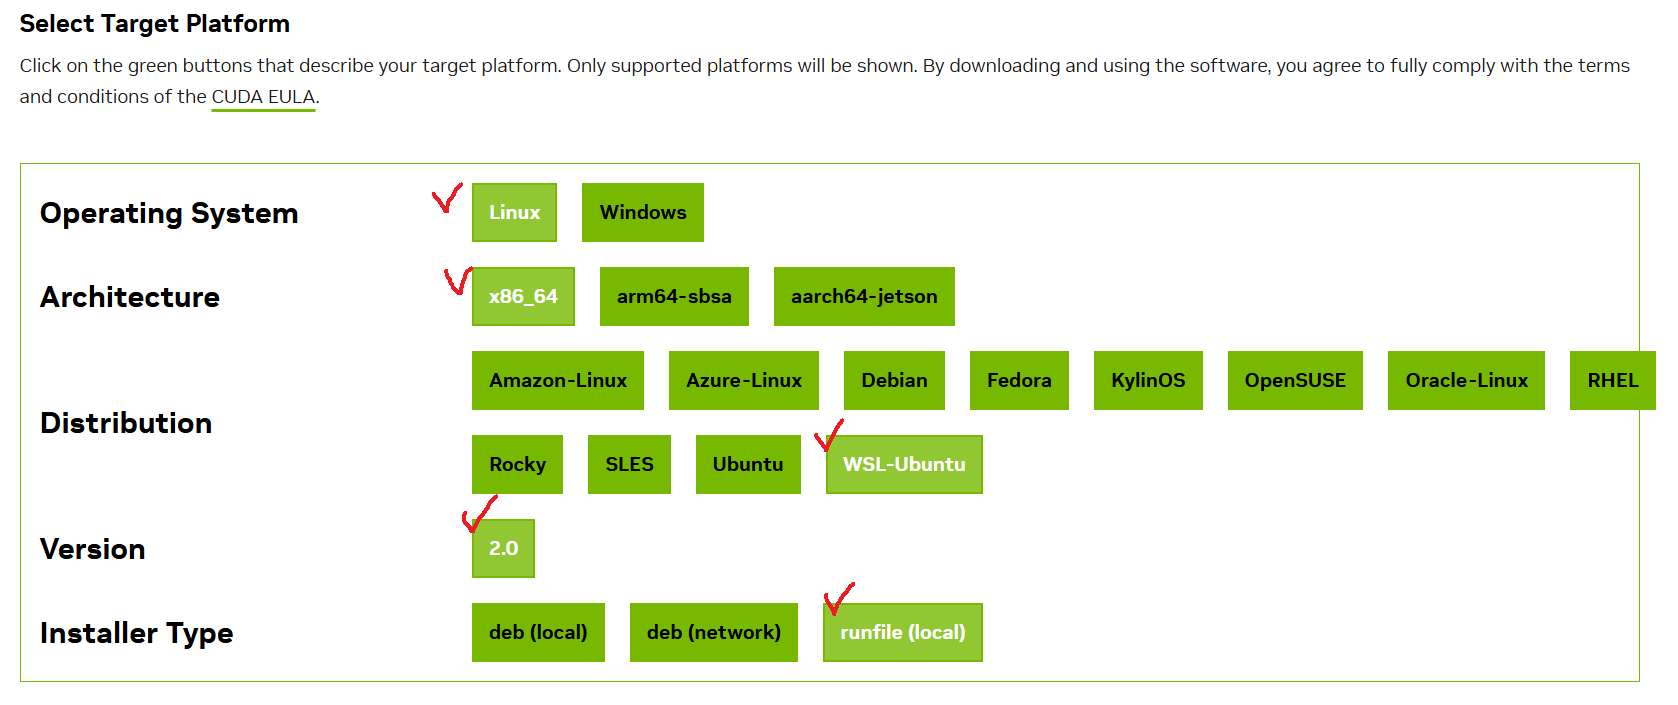 Select Target Platform
Click on the green buttons that describe your target platform. Only supported platforms will be shown. By downloading and using the software, you agree to fully comply with the terms
and conditions of the CUDA EULA.
Operating System Linux Windows
Architecture x86_64 arm64-sbsa aarch64-jetson
Distribution
Amazon-Linux Azure-Linux Debian Fedora KylinOS OpenSUSE Oracle-Linux RHEL
Rocky SLES Ubuntu WSL-Ubuntu
Version 2.0
Installer Type deb (local) deb (network) runfile (local)